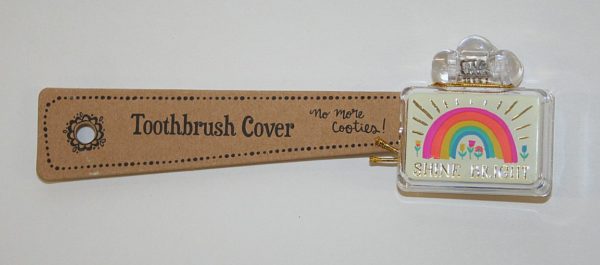 Toothbrush Cover
No More
Cooties!
SHINE BRIGHT